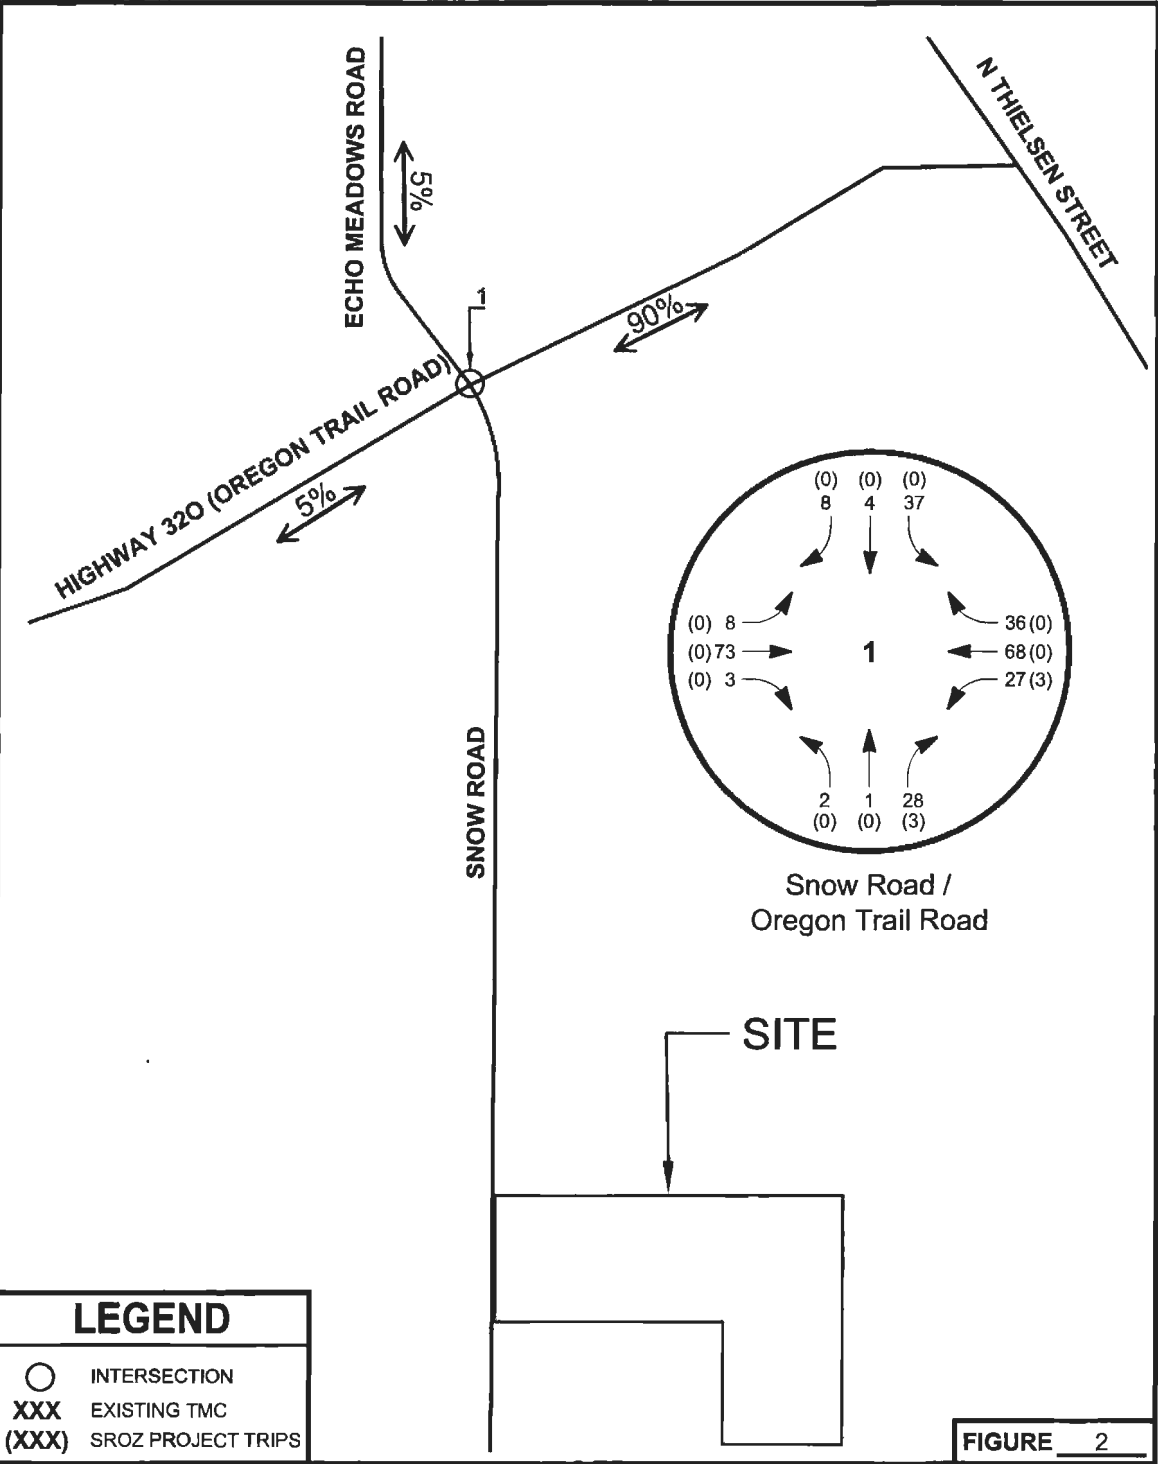 ECHO MEADOWS ROAD
5%
N THIELSEN STREET
1
90%
HIGHWAY 32O (OREGON TRAIL ROAD)
5%
(0) (0) (0)
8 4 37
(0) 8
36 (0)
(0) 73
1
68 (0)
(0) 3
27 (3)
2 1 28
(0) (0) (3)
Snow Road /
Oregon Trail Road
SNOW ROAD
SITE
LEGEND
INTERSECTION
XXX EXISTING TMC
(XXX) SROZ PROJECT TRIPS
FIGURE 2